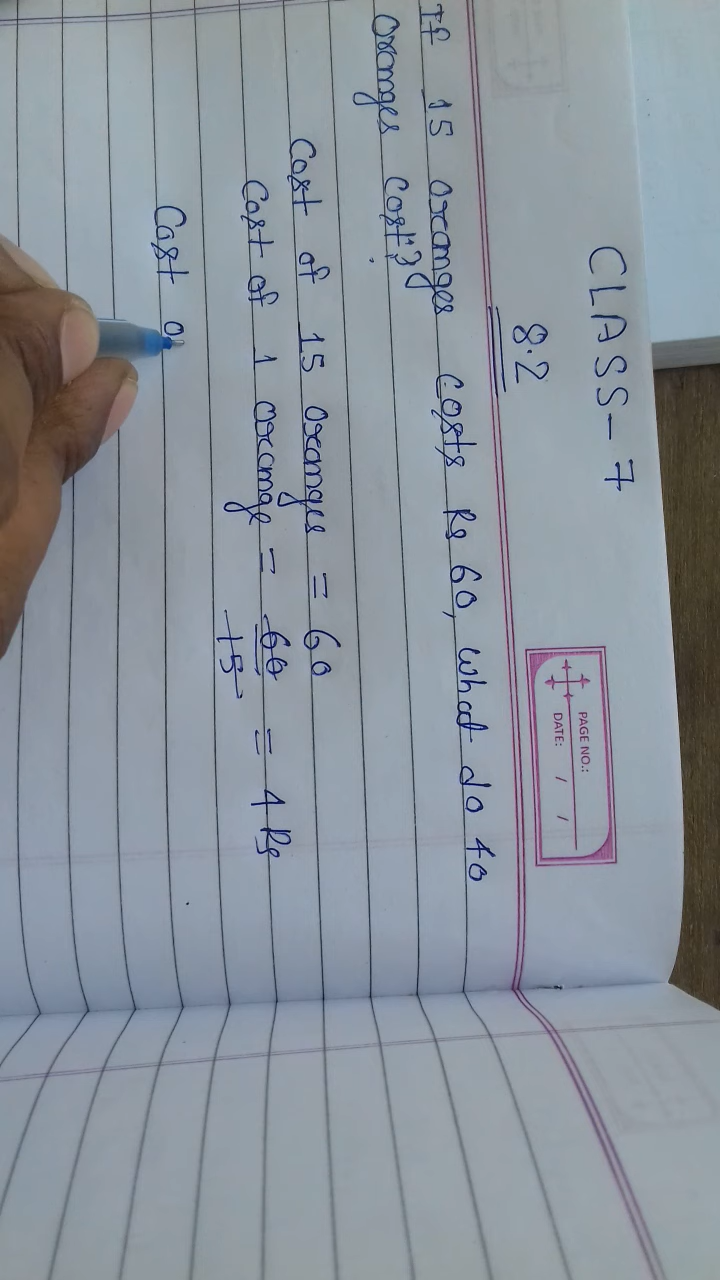 CLASS-7
PAGE NO.:
DATE: / /
8.2
If 15 oranges costs Rs 60, what do 40
oranges cost?
Cost of 15 oranges = 60
Cost of 1 orange = 60/15 = 4 Rs
Cost o